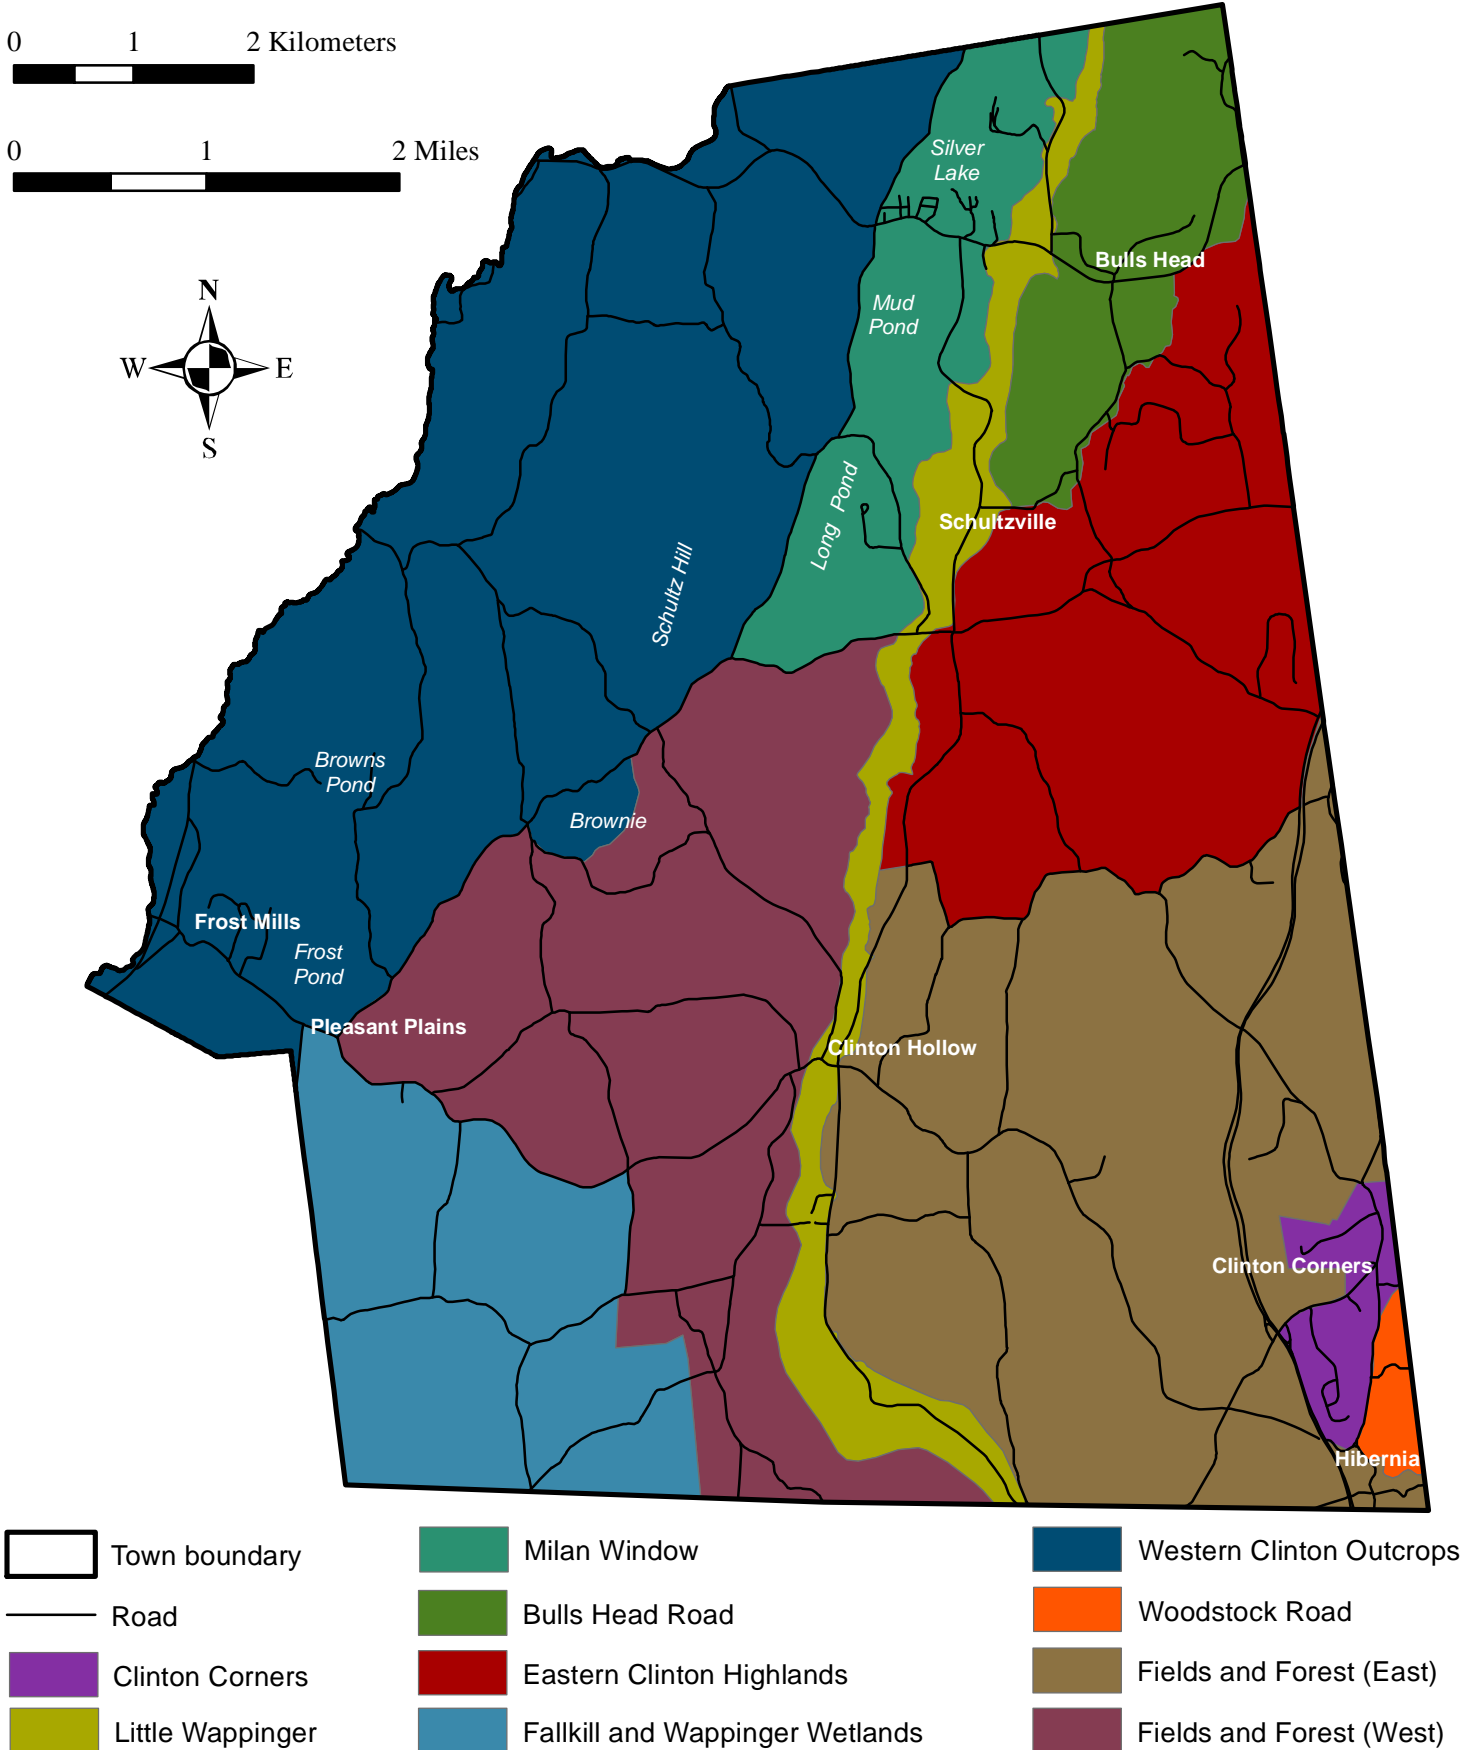 0 1 2 Kilometers
0 1 2 Miles
N
W E
S
Silver
Lake
Bulls Head
Mud
Pond
Long Pond
Schultzville
Schultz Hill
Browns
Pond
Brownie
Frost Mills
Frost
Pond
Pleasant Plains
Clinton Hollow
Clinton Corners
Hibernia
Town boundary
Road
Clinton Corners
Little Wappinger
Milan Window
Bulls Head Road
Eastern Clinton Highlands
Fallkill and Wappinger Wetlands
Western Clinton Outcrops
Woodstock Road
Fields and Forest (East)
Fields and Forest (West)